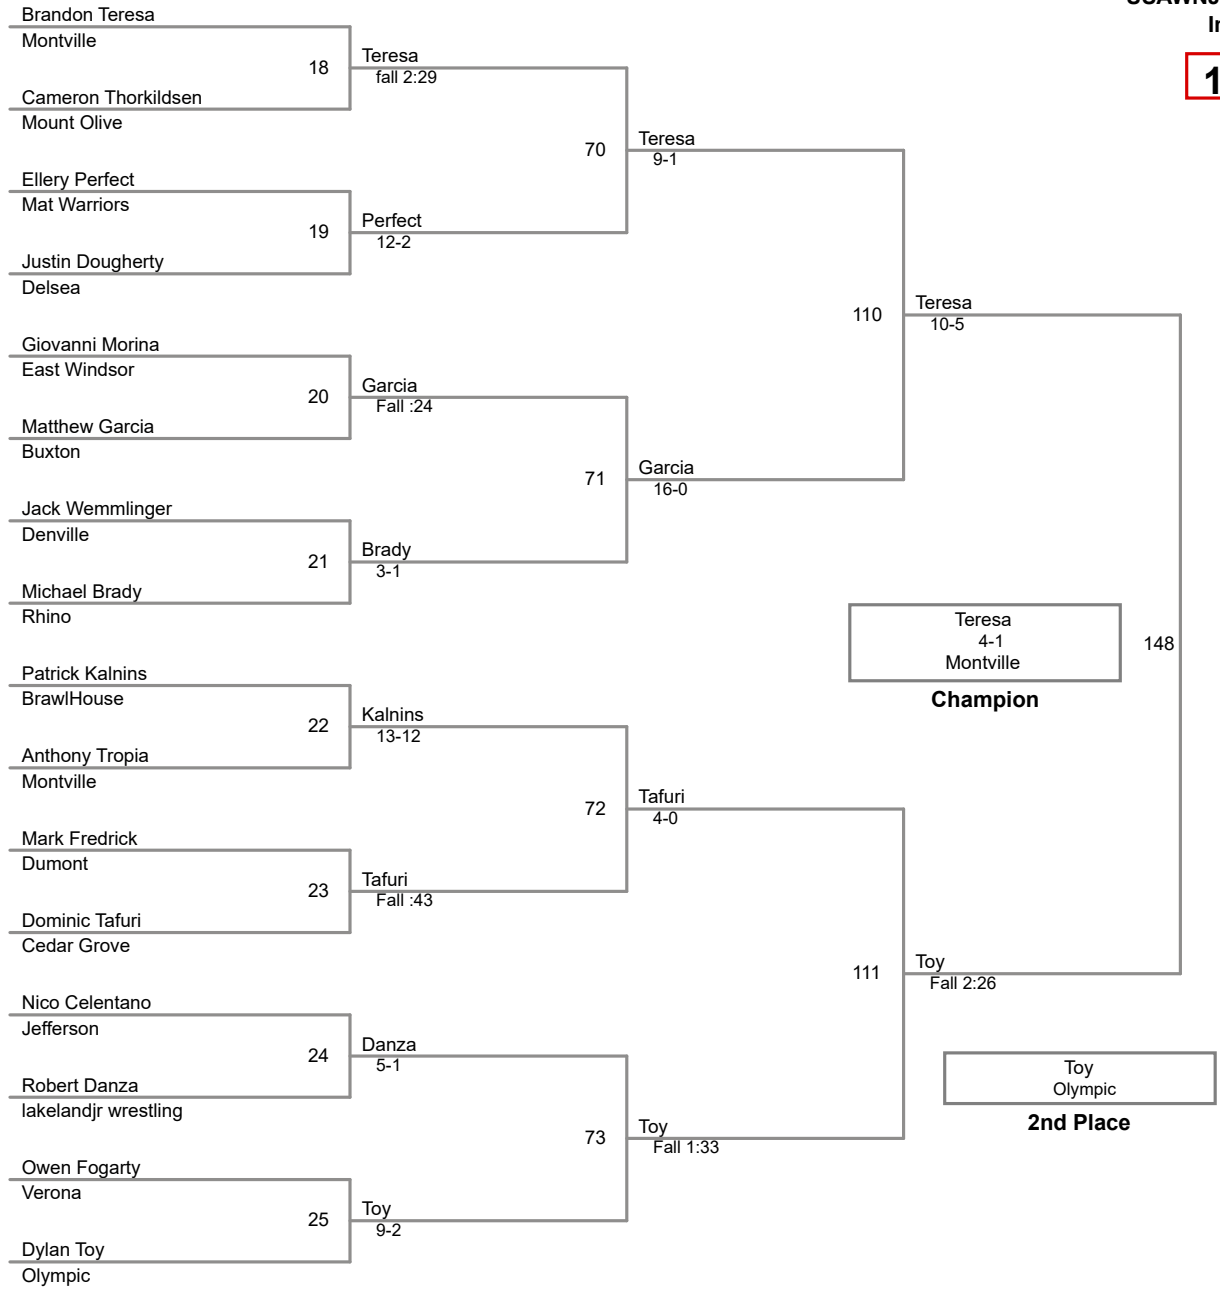 Brandon Teresa
Montville
18
Teresa
fall 2:29
Cameron Thorkildsen
Mount Olive
70
Teresa
9-1
Ellery Perfect
Mat Warriors
19
Perfect
12-2
Justin Dougherty
Delsea
110
Teresa
10-5
Giovanni Morina
East Windsor
20
Garcia
Fall :24
Matthew Garcia
Buxton
71
Garcia
16-0
Jack Wemmlinger
Denville
21
Brady
3-1
Michael Brady
Rhino
Teresa
4-1
Montville
148
Champion
Patrick Kalnins
BrawlHouse
22
Kalnins
13-12
Anthony Tropia
Montville
72
Tafuri
4-0
Mark Fredrick
Dumont
23
Tafuri
Fall :43
Dominic Tafuri
Cedar Grove
111
Toy
Fall 2:26
Nico Celentano
Jefferson
24
Danza
5-1
Robert Danza
lakelandjr wrestling
Toy
Olympic
2nd Place
73
Toy
Fall 1:33
Owen Fogarty
Verona
25
Toy
9-2
Dylan Toy
Olympic